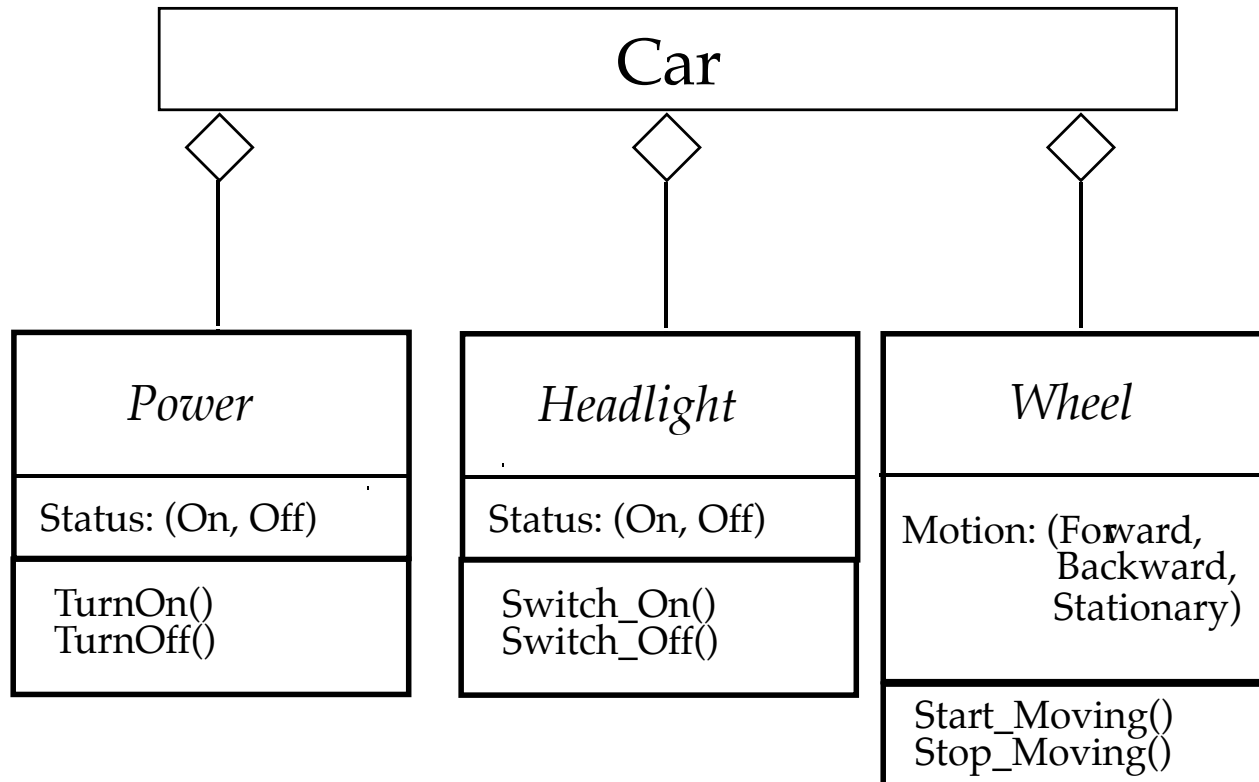 Car
Power
Status: (On, Off)
TurnOn()
TurnOff()
Headlight
Status: (On, Off)
Switch_On()
Switch_Off()
Wheel
Motion: (Forward,
Backward,
Stationary)
Start_Moving()
Stop_Moving()